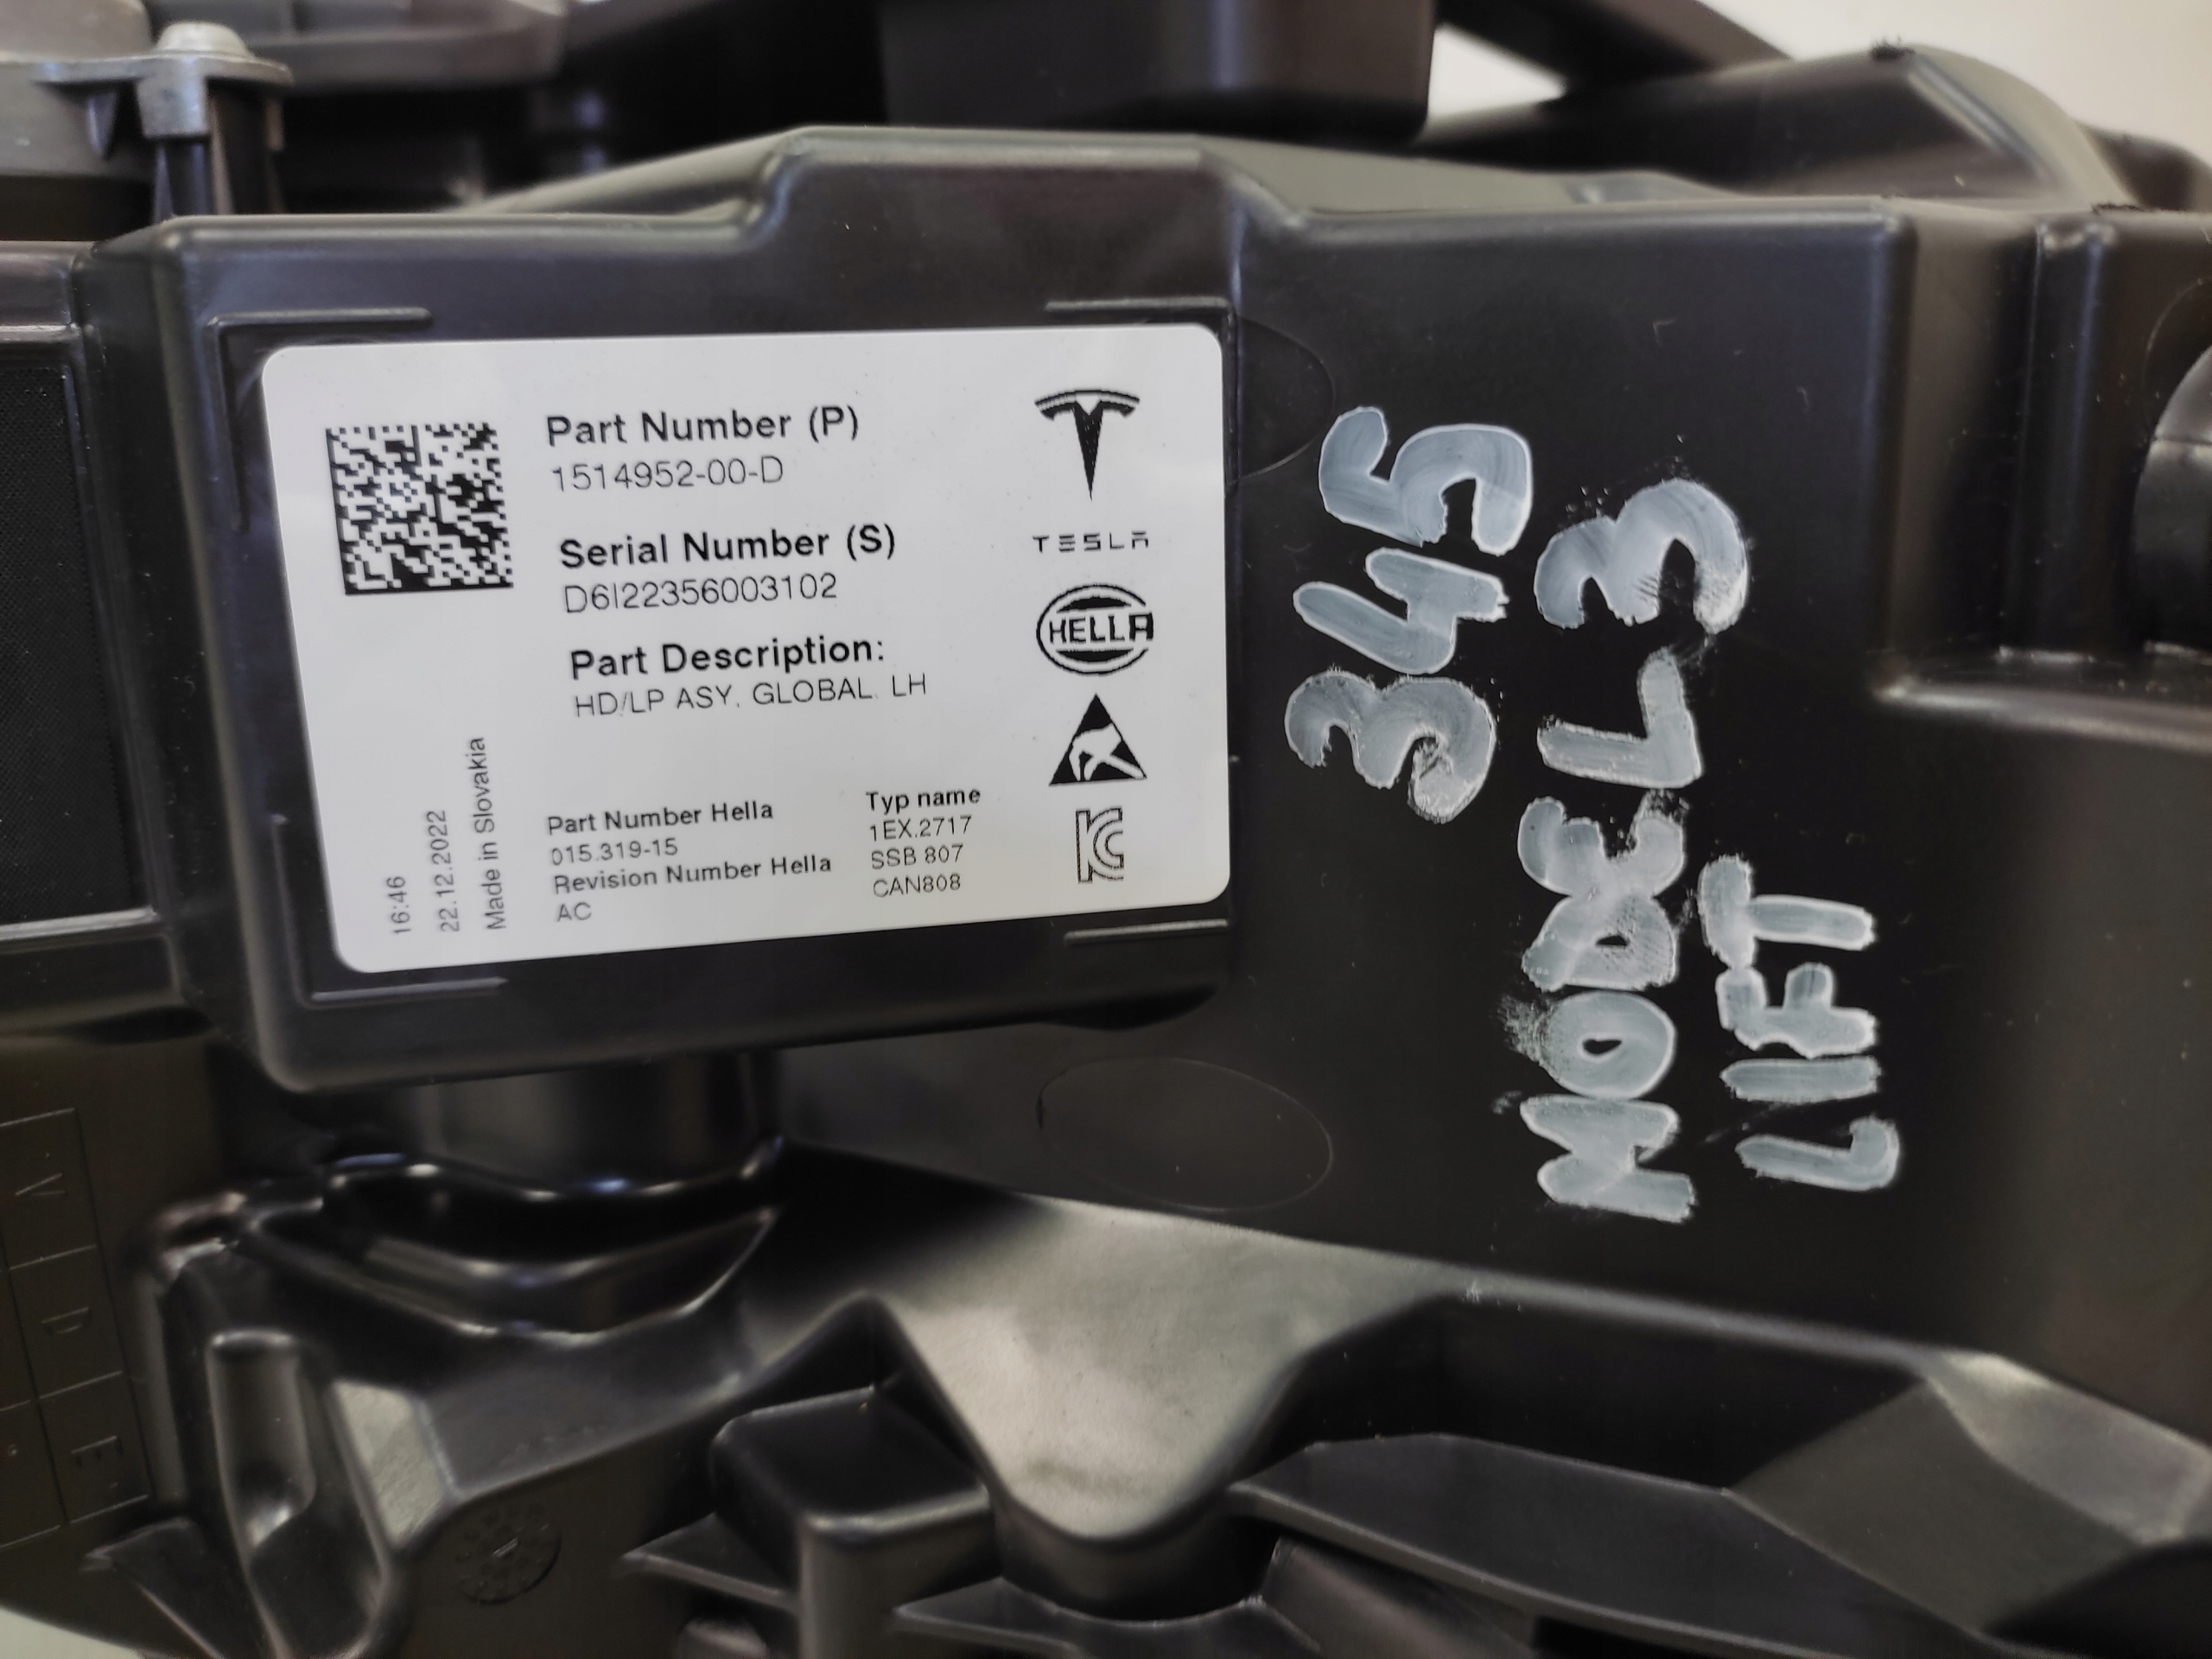 Part Number (P)
1514952-00-D
Serial Number (S)
D6I22356003102
Part Description:
HD/LP ASY, GLOBAL, LH
Part Number Hella
015.319-15
Revision Number Hella
AC
Typ name
1EX.2717
SSB 807
CAN808
16:46
22.12.2022
Made in Slovakia
TESLA
HELLA
345
MODEL 3
LIFT